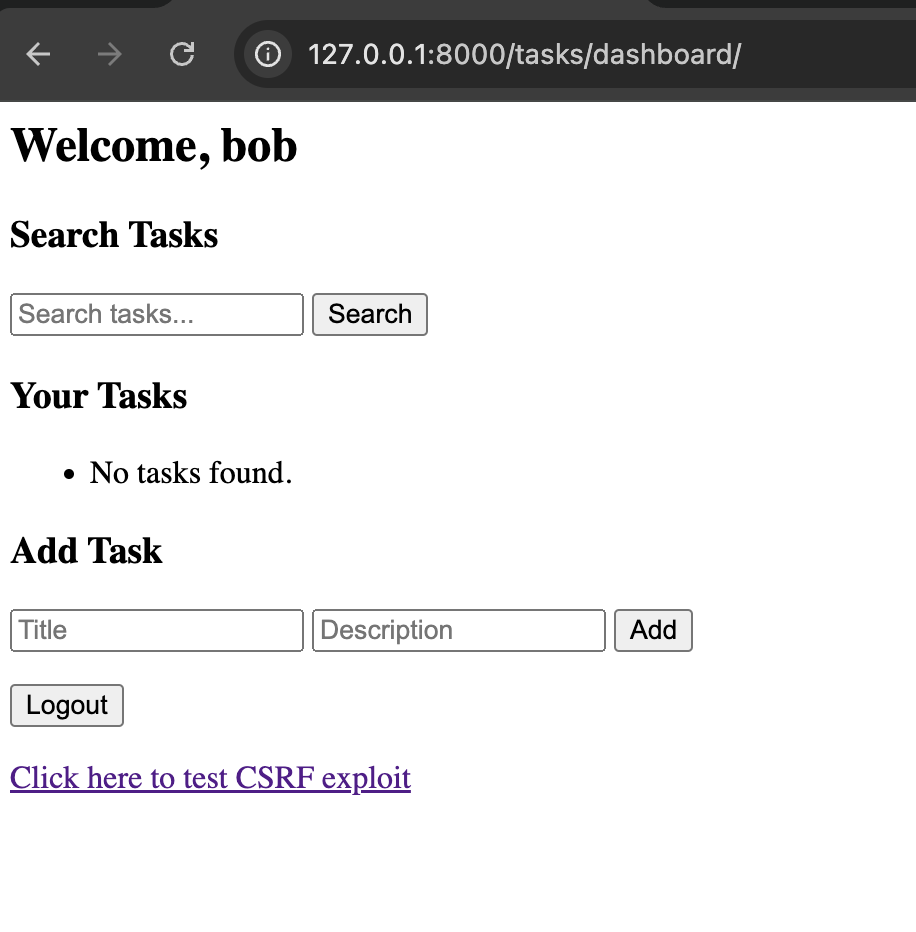 127.0.0.1:8000/tasks/dashboard/
Welcome, bob
Search Tasks
Search tasks... Search
Your Tasks
• No tasks found.
Add Task
Title Description Add
Logout
Click here to test CSRF exploit